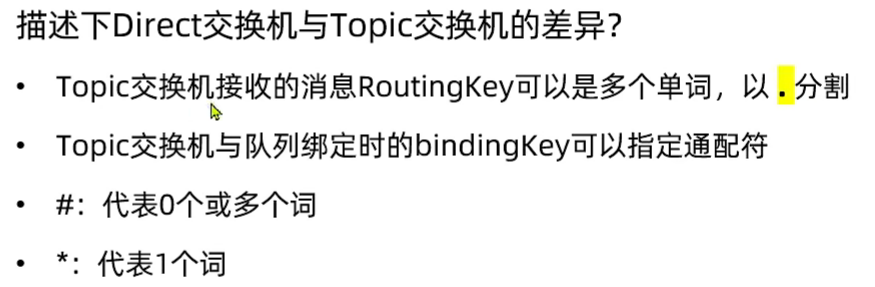 描述下Direct交换机与Topic交换机的差异?
• Topic交换机接收的消息RoutingKey可以是多个单词，以 . 分割
• Topic交换机与队列绑定时的bindingKey可以指定通配符
• #：代表0个或多个词
• *：代表1个词